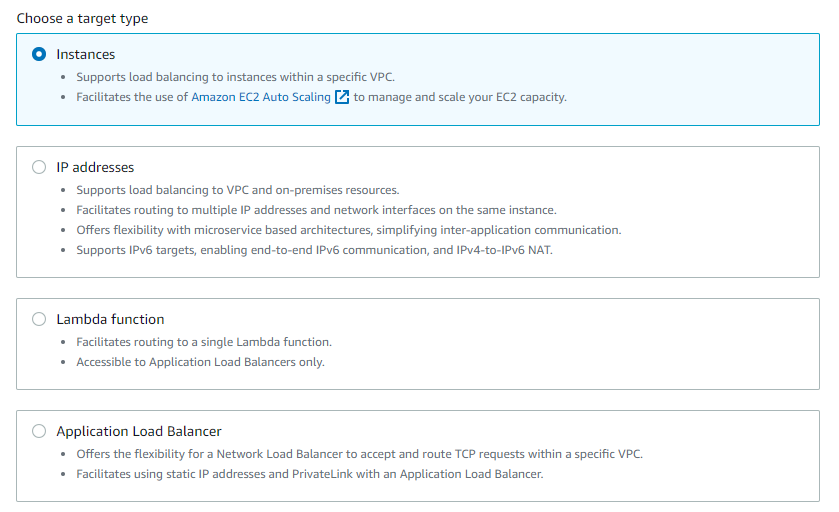 Choose a target type
Instances
• Supports load balancing to instances within a specific VPC.
• Facilitates the use of Amazon EC2 Auto Scaling to manage and scale your EC2 capacity.
IP addresses
• Supports load balancing to VPC and on-premises resources.
• Facilitates routing to multiple IP addresses and network interfaces on the same instance.
• Offers flexibility with microservice based architectures, simplifying inter-application communication.
• Supports IPv6 targets, enabling end-to-end IPv6 communication, and IPv4-to-IPv6 NAT.
Lambda function
• Facilitates routing to a single Lambda function.
• Accessible to Application Load Balancers only.
Application Load Balancer
• Offers the flexibility for a Network Load Balancer to accept and route TCP requests within a specific VPC.
• Facilitates using static IP addresses and PrivateLink with an Application Load Balancer.